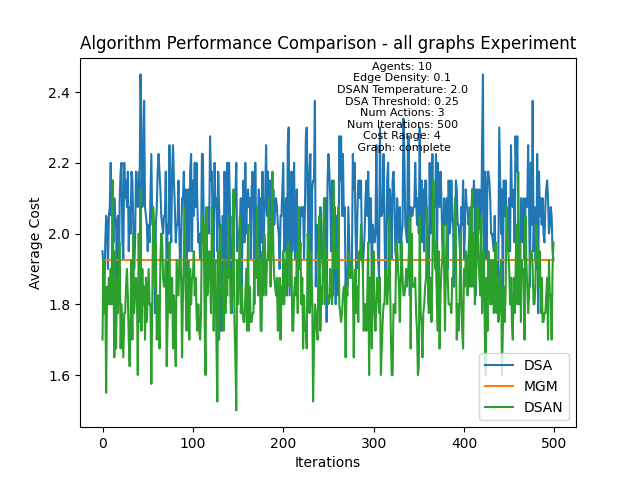 Algorithm Performance Comparison - all graphs Experiment
Agents: 10
Edge Density: 0.1
DSAN Temperature: 2.0
DSA Threshold: 0.25
Num Actions: 3
Num Iterations: 500
Cost Range: 4
Graph: complete
Average Cost
2.4
2.2
2.0
1.8
1.6
0 100 200 300 400 500
Iterations
DSA
MGM
DSAN